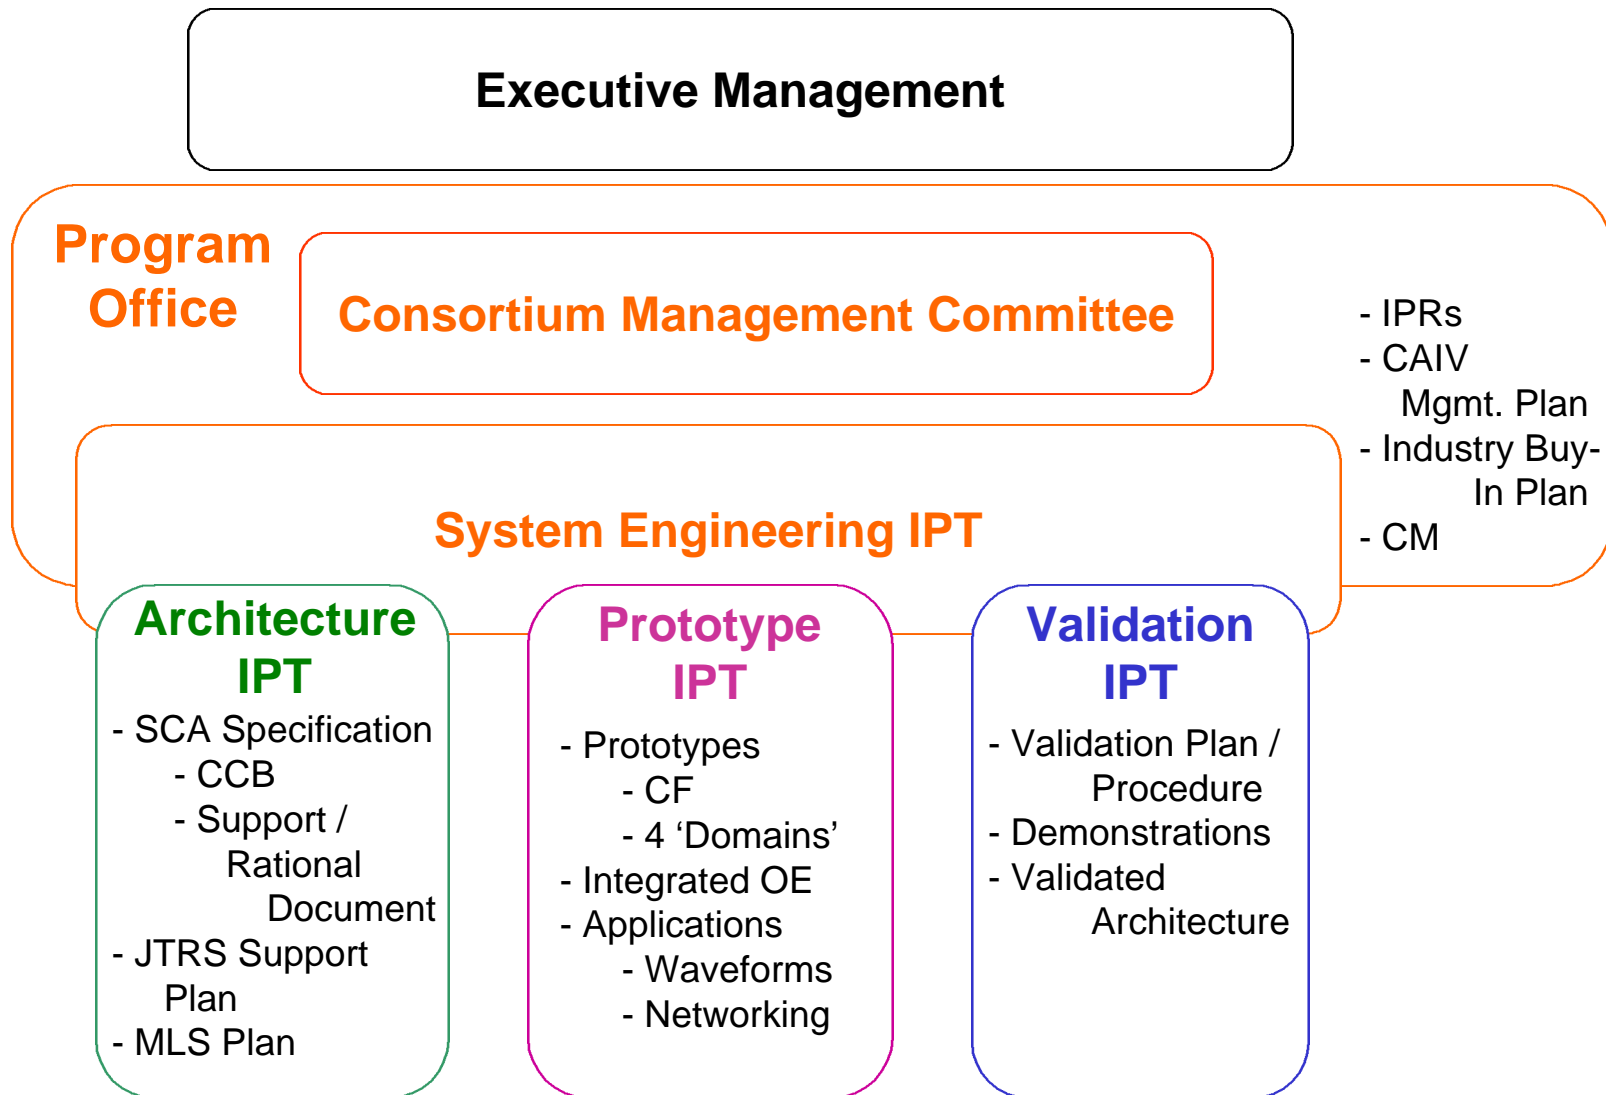 Executive Management
Program
Office
Consortium Management Committee
- IPRs
- CAIV
Mgmt. Plan
- Industry Buy-
In Plan
- CM
System Engineering IPT
Architecture
IPT
- SCA Specification
- CCB
- Support /
Rational
Document
- JTRS Support
Plan
- MLS Plan
Prototype
IPT
- Prototypes
- CF
- 4 ‘Domains’
- Integrated OE
- Applications
- Waveforms
- Networking
Validation
IPT
- Validation Plan /
Procedure
- Demonstrations
- Validated
Architecture